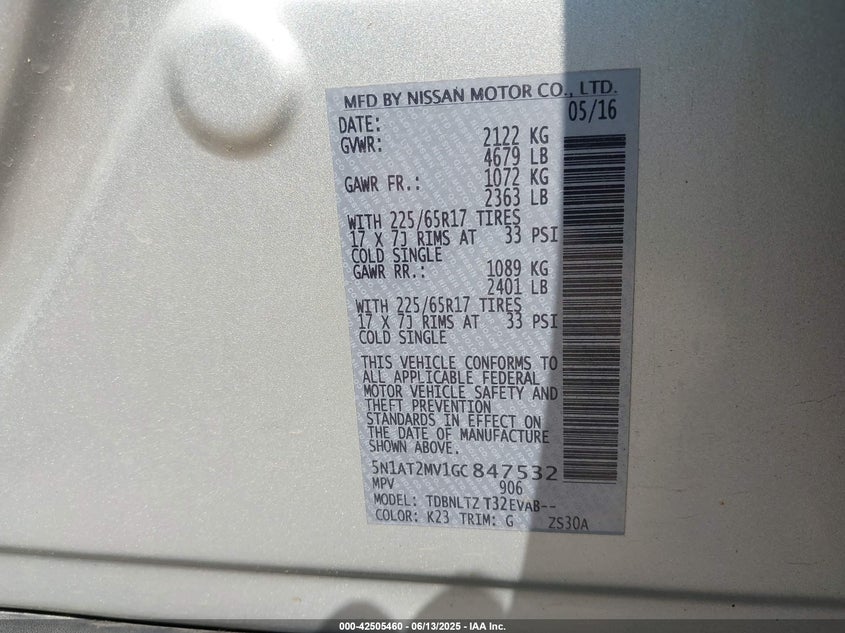 MFD BY NISSAN MOTOR CO., LTD.
DATE: 05/16
GVWR: 2122 KG
4679 LB
GAWR FR.: 1072 KG
2363 LB
WITH 225/65R17 TIRES
17 X 7J RIMS AT 33 PSI
COLD SINGLE
GAWR RR.: 1089 KG
2401 LB
WITH 225/65R17 TIRES
17 X 7J RIMS AT 33 PSI
COLD SINGLE
THIS VEHICLE CONFORMS TO
ALL APPLICABLE FEDERAL
MOTOR VEHICLE SAFETY AND
THEFT PREVENTION
STANDARDS IN EFFECT ON
THE DATE OF MANUFACTURE
SHOWN ABOVE.
5N1AT2MV1GC847532
MPV 906
MODEL: TDBNLTZ T32EVAB--
COLOR: K23 TRIM: G ZS30A
000-42505460 - 06/13/2025 - IAA Inc.